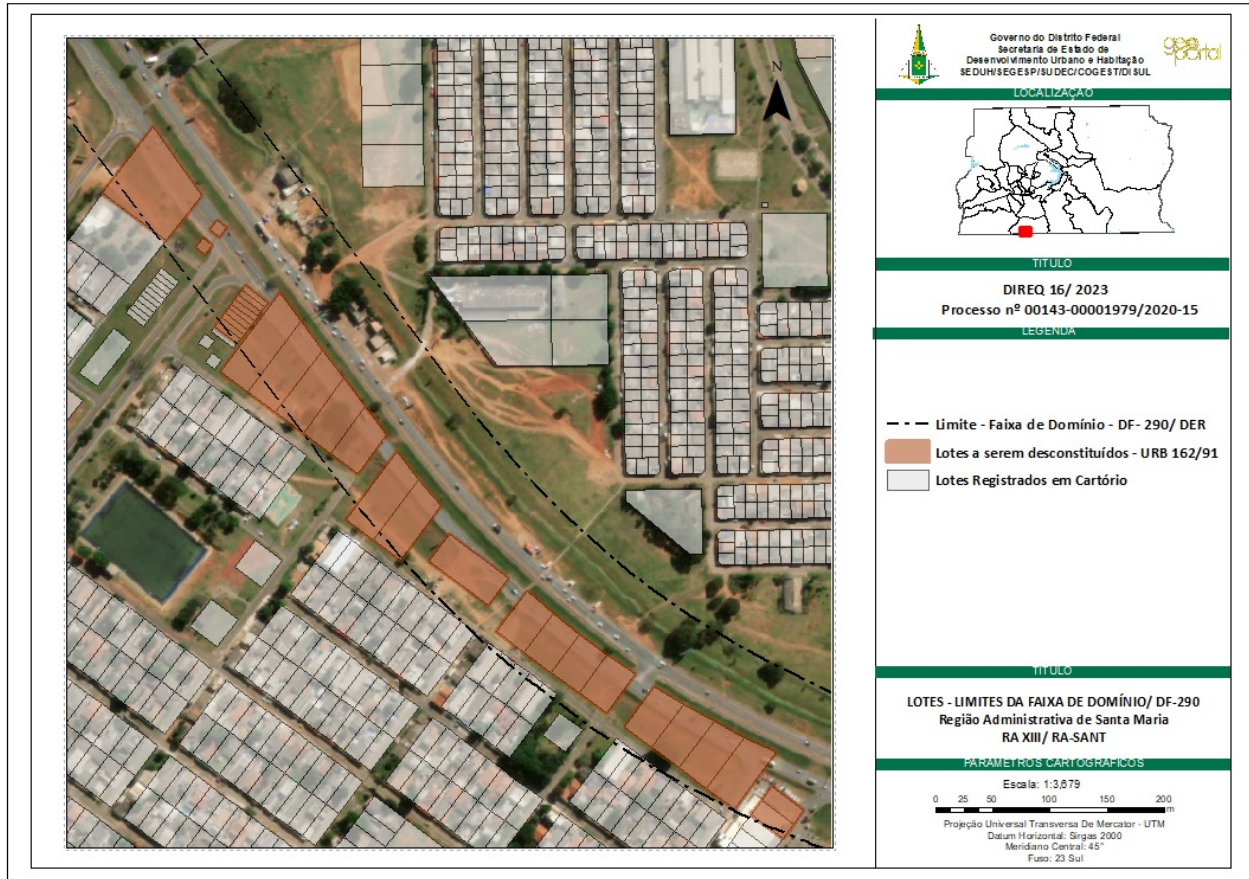 N
Governo do Distrito Federal
Secretaria de Estado de
Desenvolvimento Urbano e Habitação
SEDUH/SEGESP/SUDEC/COGEST/DISUL
geo
portal
LOCALIZAÇÃO
TITULO
DIREQ 16/ 2023
Processo nº 00143-00001979/2020-15
LEGENDA
Limite - Faixa de Domínio - DF- 290/ DER
Lotes a serem desconstituídos - URB 162/91
Lotes Registrados em Cartório
TITULO
LOTES - LIMITES DA FAIXA DE DOMÍNIO/ DF-290
Região Administrativa de Santa Maria
RA XIII/ RA-SANT
PARAMETROS CARTOGRAFICOS
Escala: 1:3,679
0 25 50 100 150 200
m
Projeção Universal Transversa De Mercator - UTM
Datum Horizontal: Sirgas 2000
Meridiano Central: 45°
Fuso: 23 Sul